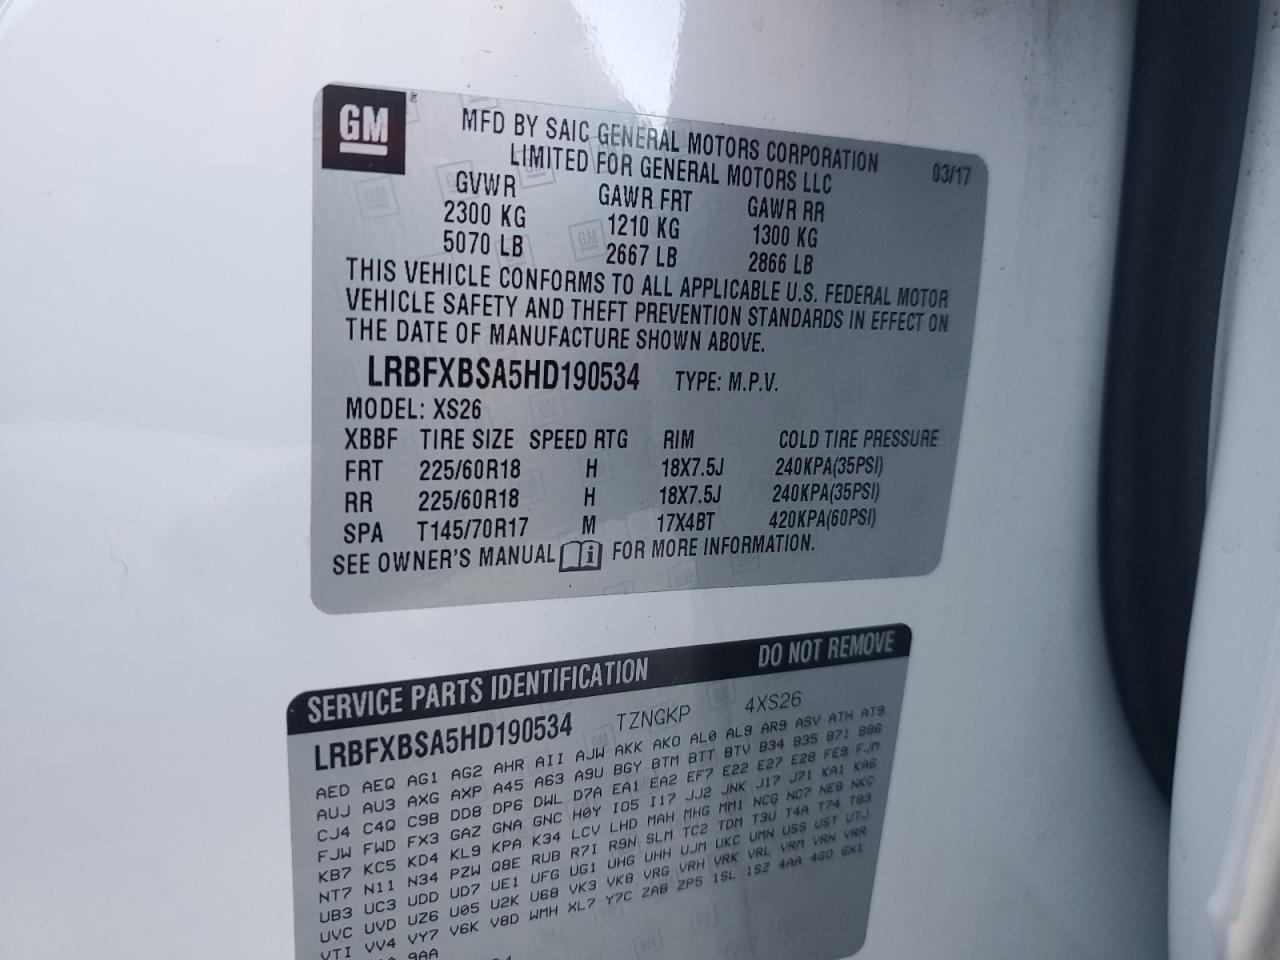 GM
MFD BY SAIC GENERAL MOTORS CORPORATION
LIMITED FOR GENERAL MOTORS LLC
03/17
GVWR GAWR FRT GAWR RR
2300 KG 1210 KG 1300 KG
5070 LB 2667 LB 2866 LB
THIS VEHICLE CONFORMS TO ALL APPLICABLE U.S. FEDERAL MOTOR
VEHICLE SAFETY AND THEFT PREVENTION STANDARDS IN EFFECT ON
THE DATE OF MANUFACTURE SHOWN ABOVE.
LRBFXBSA5HD190534 TYPE: M.P.V.
MODEL: XS26
XBBF TIRE SIZE SPEED RTG RIM COLD TIRE PRESSURE
FRT 225/60R18 H 18X7.5J 240KPA(35PSI)
RR 225/60R18 H 18X7.5J 240KPA(35PSI)
SPA T145/70R17 M 17X4BT 420KPA(60PSI)
SEE OWNER'S MANUAL FOR MORE INFORMATION.
SERVICE PARTS IDENTIFICATION DO NOT REMOVE
LRBFXBSA5HD190534 TZNGKP 4XS26
AED AEQ AG1 AG2 AHR AII AJW AKK AKO AL0 AL9 AR9 ASV ATH AT9
AUJ AU3 AXG AXP A45 A63 A9U BGY BTM BTT BTV B34 B35 B71 B86
CJ4 C4Q C9B DD8 DP6 DWL D7A EA1 EA2 EF7 E22 E27 E28 FE9 FJM
FJW FWD FX3 GAZ GNA GNC H0Y IO5 I17 JJ2 JNK J17 J71 KA1 KA6
KB7 KC5 KD4 KL9 KPA K34 LCV LHD MAH MHG MM1 NCG NC7 NE8 NKC
NT7 N11 N34 PZW Q8E RUB R7I R9N SLM TC2 TDM T3U T4A T74 T83
UB3 UC3 UDD UD7 UE1 UFG UG1 UHG UHH UJM UKC UMN USS UST UTJ
UVC UVD UZ6 U05 U2K U68 VK3 VK8 VRG VRH VRK VRL VRM VRN VRR
VTI VV4 VY7 V6K V8D WMH XL7 Y7C ZAB ZP5 1SL 1SZ 4AA 4G0 6X1
9AA